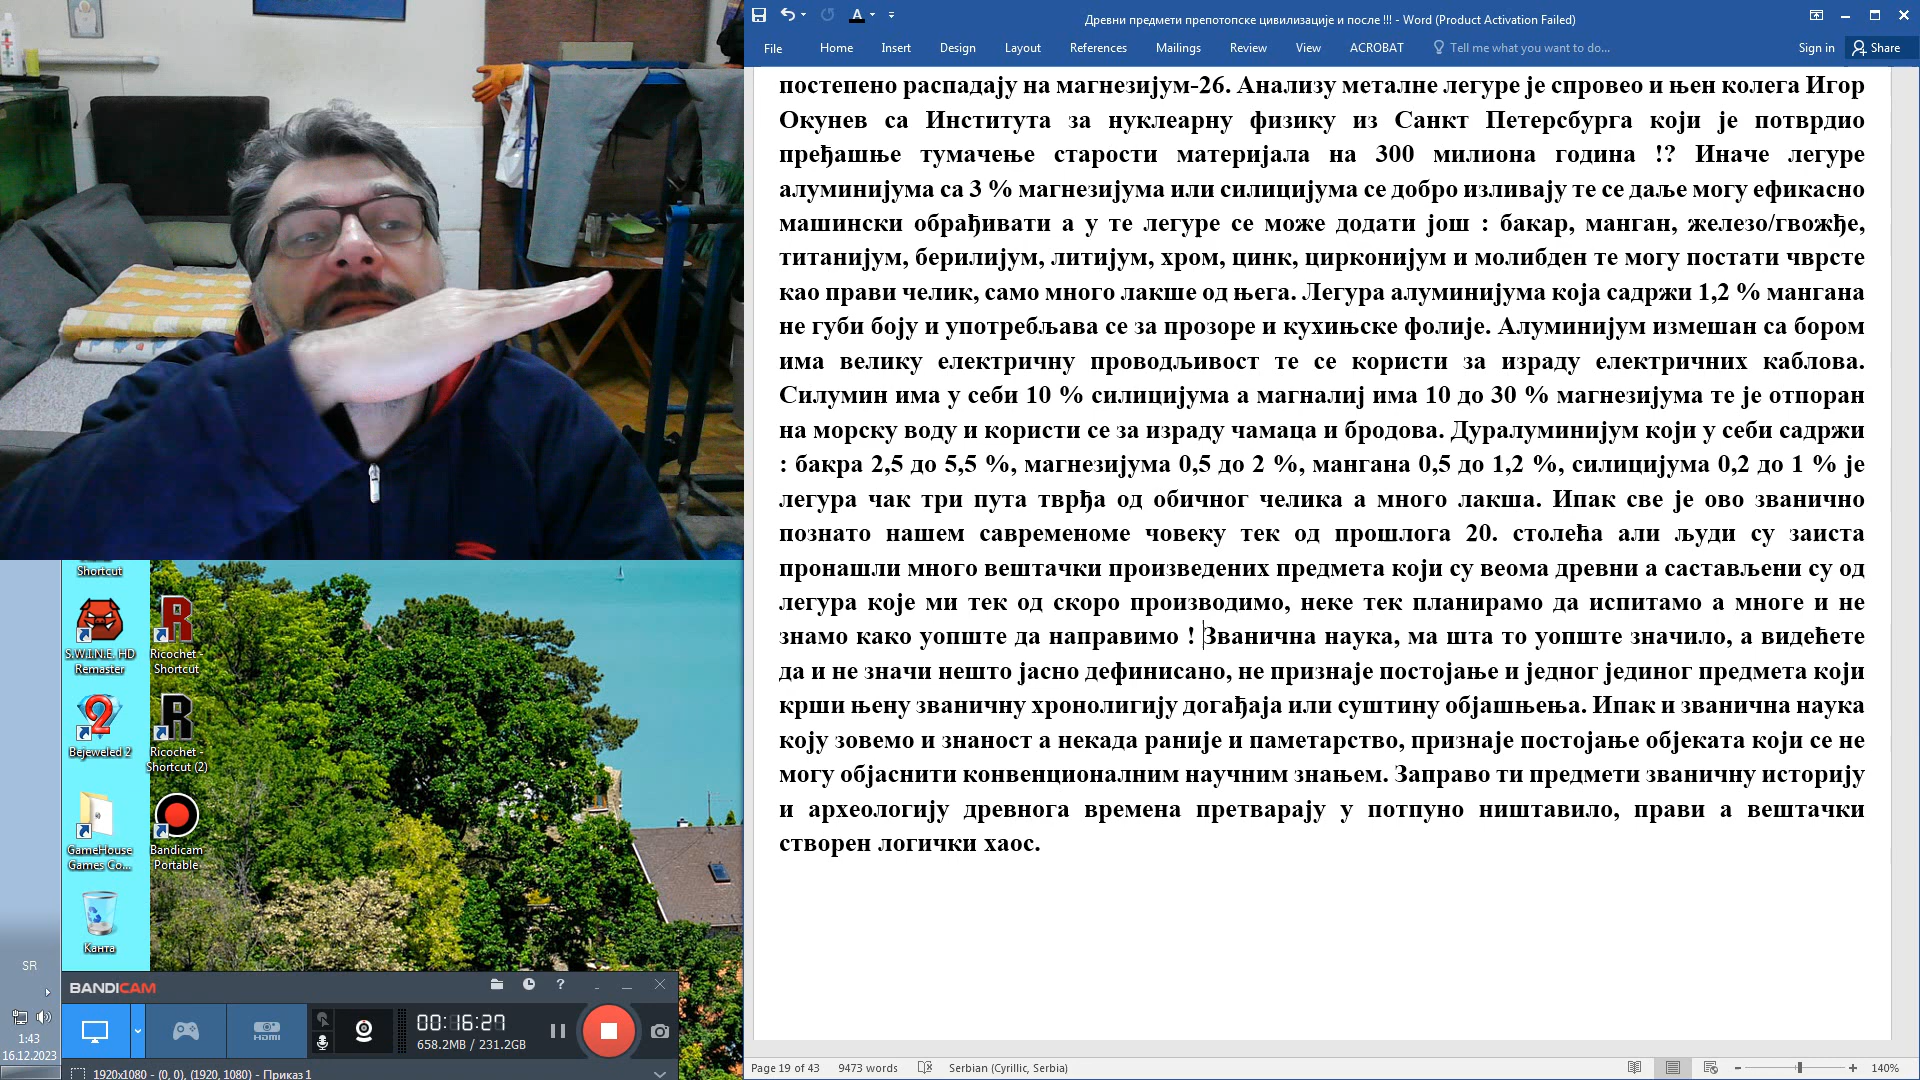 Древни предмети препотопске цивилизације и после !!! - Word (Product Activation Failed)
File Home Insert Design Layout References Mailings Review View ACROBAT Tell me what you want to do... Sign in Share
постепено распадају на магнезијум-26. Анализу металне легуре је спровео и њен колега Игор
Окунев са Института за нуклеарну физику из Санкт Петерсбурга који је потврдио
пређашње тумачење старости материјала на 300 милиона година !? Иначе легуре
алуминијума са 3 % магнезијума или силицијума се добро изливају те се даље могу ефикасно
машински обрађивати а у те легуре се може додати још : бакар, манган, железо/гвожђе,
титанијум, берилијум, литијум, хром, цинк, цирконијум и молибден те могу постати чврсте
као прави челик, само много лакше од њега. Легура алуминијума која садржи 1,2 % мангана
не губи боју и употребљава се за прозоре и кухињске фолије. Алуминијум измешан са бором
има велику електричну проводљивост те се користи за израду електричних каблова.
Силумин има у себи 10 % силицијума а магналиј има 10 до 30 % магнезијума те је отпоран
на морску воду и користи се за израду чамаца и бродова. Дуралуминијум који у себи садржи
: бакра 2,5 до 5,5 %, магнезијума 0,5 до 2 %, мангана 0,5 до 1,2 %, силицијума 0,2 до 1 % је
легура чак три пута тврђа од обичног челика а много лакша. Ипак све је ово званично
познато нашем савременоме човеку тек од прошлога 20. столећа али људи су заиста
пронашли много вештачки произведених предмета који су веома древни а састављени су од
легура које ми тек од скоро производимо, неке тек планирамо да испитамо а многе и не
знамо како уопште да направимо ! Званична наука, ма шта то уопште значило, а видећете
да и не значи нешто јасно дефинисано, не признаје постојање и једног јединог предмета који
крши њену званичну хронолигију догађаја или суштину објашњења. Ипак и званична наука
коју зовемо и знаност а некада раније и паметарство, признаје постојање објеката који се не
могу објаснити конвенционалним научним знањем. Заправо ти предмети званичну историју
и археологију древнога времена претварају у потпуно ништавило, прави а вештачки
створен логички хаос.
Page 19 of 43 9473 words Serbian (Cyrillic, Serbia) 140%
Shortcut
S.W.I.N.E. HD Remaster
Ricochet - Shortcut
Bejeweled 2
Ricochet - Shortcut (2)
GameHouse Games Co...
Bandicam Portable
Канта
SR
1:43
16.12.2023
BANDICAM
HDMI
00:16:27
658.2MB / 231.2GB
1920x1080 - (0, 0), (1920, 1080) - Приказ 1